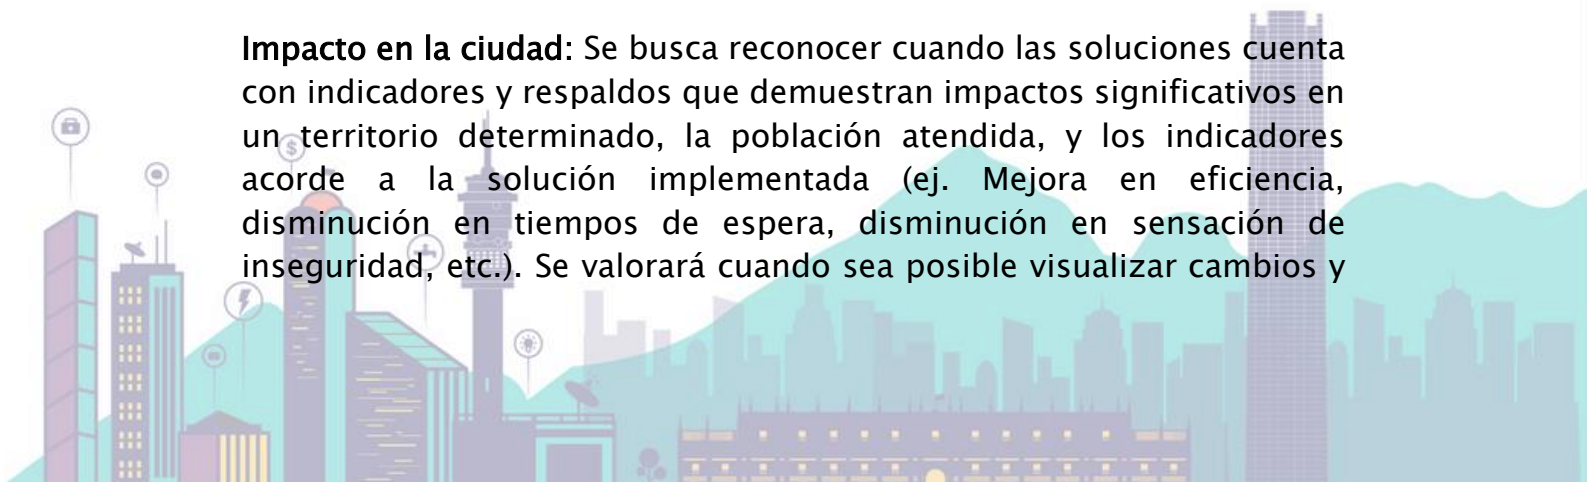 Impacto en la ciudad: Se busca reconocer cuando las soluciones cuenta
con indicadores y respaldos que demuestran impactos significativos en
un territorio determinado, la población atendida, y los indicadores
acorde a la solución implementada (ej. Mejora en eficiencia,
disminución en tiempos de espera, disminución en sensación de
inseguridad, etc.). Se valorará cuando sea posible visualizar cambios y